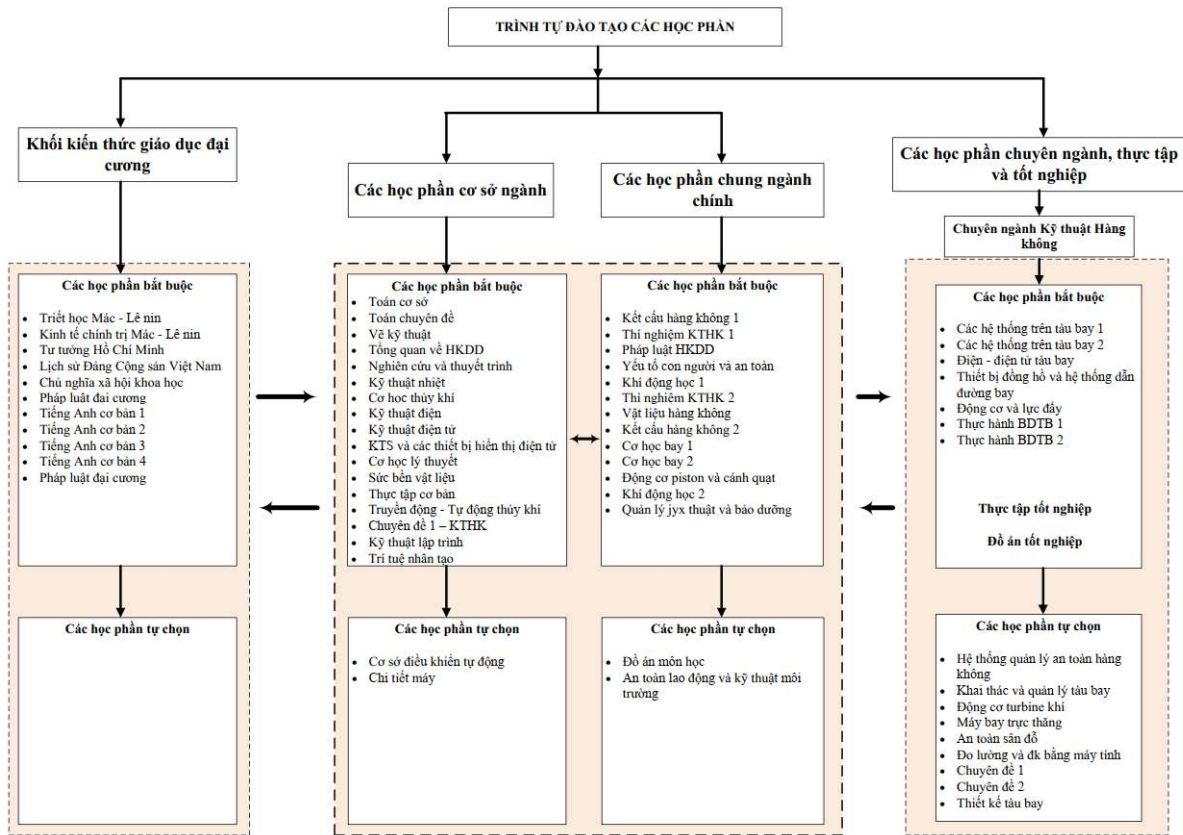 TRÌNH TỰ ĐÀO TẠO CÁC HỌC PHẦN
Khối kiến thức giáo dục đại
cương
Các học phần bắt buộc
• Triết học Mác - Lê nin
• Kinh tế chính trị Mác - Lê nin
• Tư tưởng Hồ Chí Minh
• Lịch sử Đảng Cộng sản Việt Nam
• Chủ nghĩa xã hội khoa học
• Pháp luật đai cương
• Tiếng Anh cơ bản 1
• Tiếng Anh cơ bản 2
• Tiếng Anh cơ bản 3
• Tiếng Anh cơ bản 4
• Pháp luật đại cương
Các học phần tự chọn
Các học phần cơ sở ngành
Các học phần bắt buộc
• Toán cơ sở
• Toán chuyên đề
• Vẽ kỹ thuật
• Tổng quan về HKDD
• Nghiên cứu và thuyết trình
• Kỹ thuật nhiệt
• Cơ học thủy khí
• Kỹ thuật điện
• Kỹ thuật điện tử
• KTS và các thiết bị hiển thị điện tử
• Cơ học lý thuyết
• Sức bền vật liệu
• Thực tập cơ bản
• Truyền động - Tự động thủy khí
• Chuyên đề 1 – KTHK
• Kỹ thuật lập trình
• Trí tuệ nhân tạo
Các học phần tự chọn
• Cơ sở điều khiển tự động
• Chi tiết máy
Các học phần chung ngành
chính
Các học phần bắt buộc
• Kết cấu hàng không 1
• Thí nghiệm KTHK 1
• Pháp luật HKDD
• Yếu tố con người và an toàn
• Khí động học 1
• Thí nghiêm KTHK 2
• Vật liệu hàng không
• Kết cấu hàng không 2
• Cơ học bay 1
• Cơ học bay 2
• Động cơ piston và cánh quạt
• Khí động học 2
• Quản lý jyx thuật và bảo dưỡng
Các học phần tự chọn
• Đồ án môn học
• An toàn lao động và kỹ thuật môi
trường
Các học phần chuyên ngành, thực tập
và tốt nghiệp
Chuyên ngành Kỹ thuật Hàng
không
Các học phần bắt buộc
• Các hệ thống trên tàu bay 1
• Các hệ thống trên tàu bay 2
• Điện - điện tử tàu bay
• Thiết bị đồng hồ và hệ thống dẫn
đường bay
• Động cơ và lực đẩy
• Thực hành BDTB 1
• Thực hành BDTB 2
Thực tập tốt nghiệp
Đồ án tốt nghiệp
Các học phần tự chọn
• Hệ thống quản lý an toàn hàng
không
• Khai thác và quản lý tàu bay
• Động cơ turbine khí
• Máy bay trực thăng
• An toàn sân đỗ
• Đo lường và đk bằng máy tính
• Chuyên đề 1
• Chuyên đề 2
• Thiết kế tàu bay